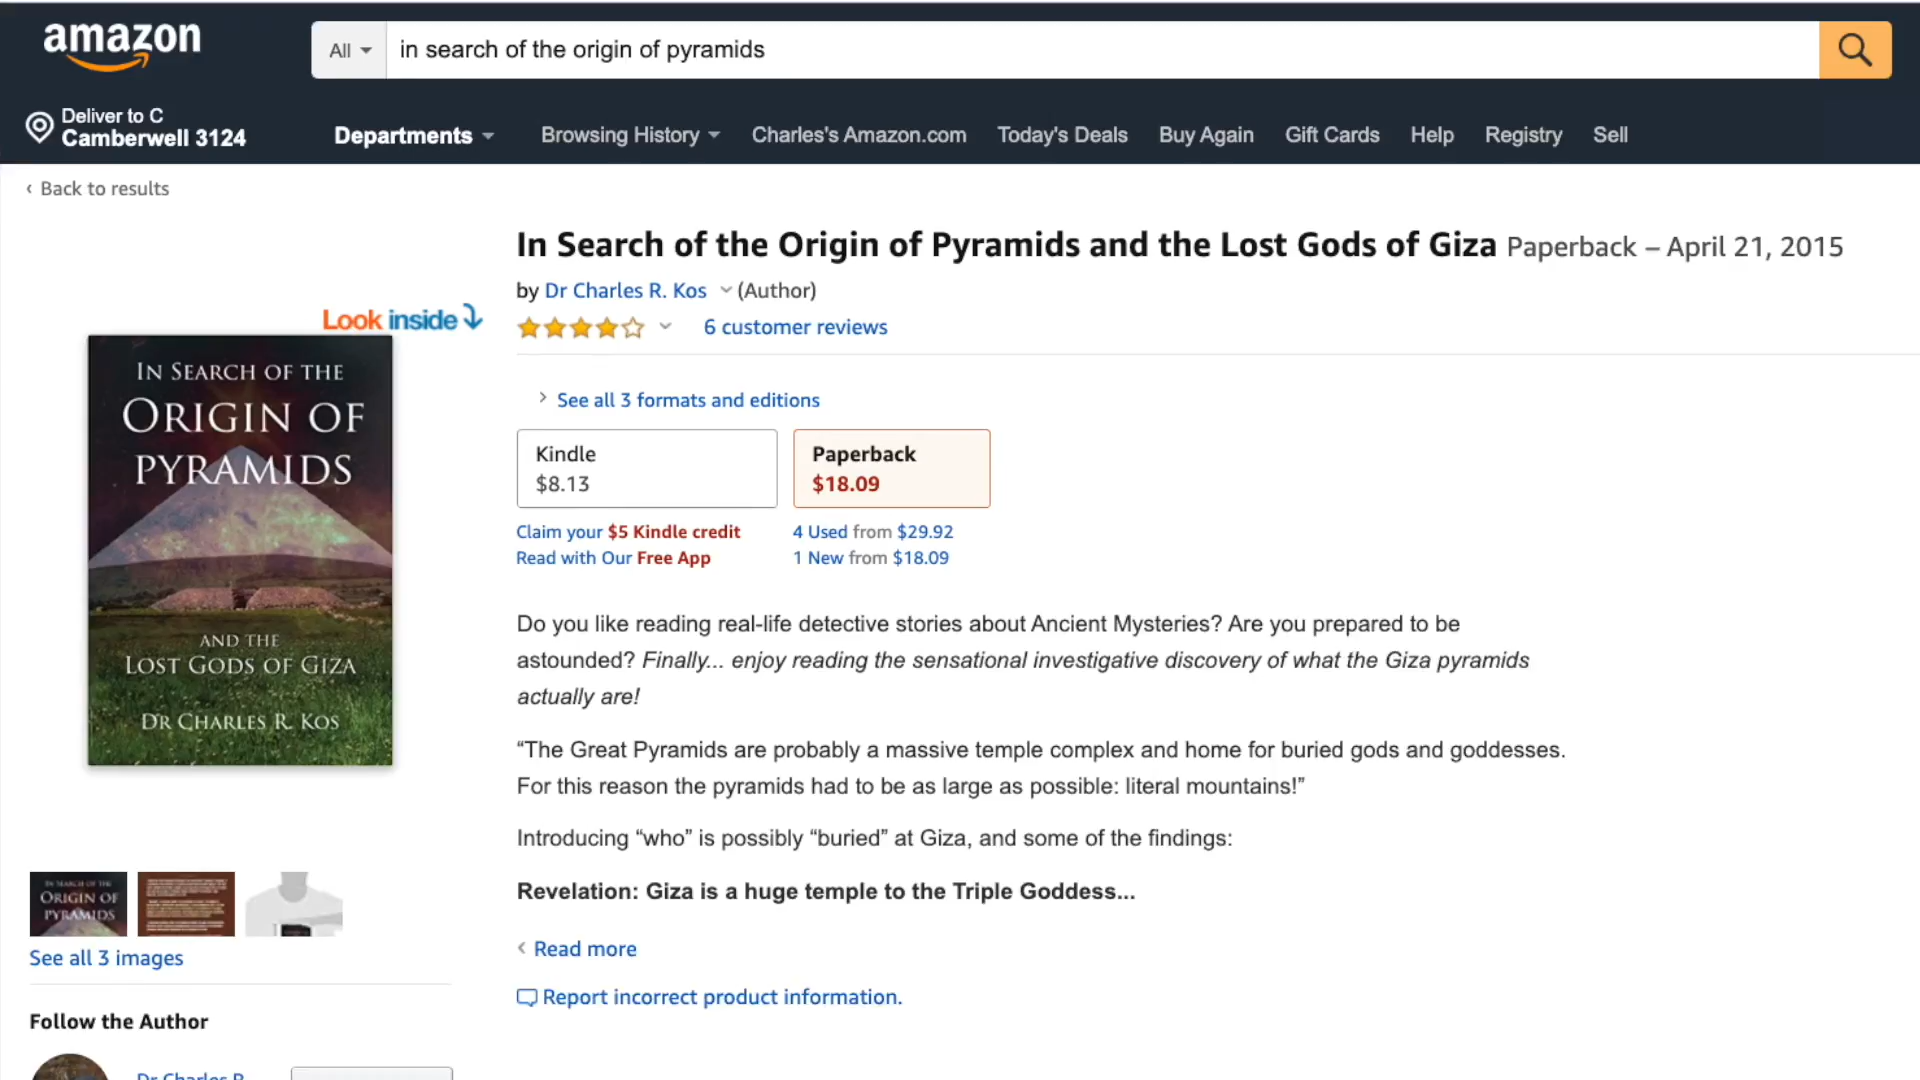 amazon
All
in search of the origin of pyramids
Deliver to C
Camberwell 3124
Departments
Browsing History
Charles's Amazon.com
Today's Deals
Buy Again
Gift Cards
Help
Registry
Sell
‹ Back to results
In Search of the Origin of Pyramids and the Lost Gods of Giza Paperback – April 21, 2015
by Dr Charles R. Kos (Author)
6 customer reviews
Look inside
IN SEARCH OF THE
ORIGIN OF
PYRAMIDS
AND THE
LOST GODS OF GIZA
DR CHARLES R. KOS
See all 3 formats and editions
Kindle
$8.13
Paperback
$18.09
Claim your $5 Kindle credit
Read with Our Free App
4 Used from $29.92
1 New from $18.09
Do you like reading real-life detective stories about Ancient Mysteries? Are you prepared to be
astounded? Finally... enjoy reading the sensational investigative discovery of what the Giza pyramids
actually are!
“The Great Pyramids are probably a massive temple complex and home for buried gods and goddesses.
For this reason the pyramids had to be as large as possible: literal mountains!”
Introducing “who” is possibly “buried” at Giza, and some of the findings:
Revelation: Giza is a huge temple to the Triple Goddess...
Read more
Report incorrect product information.
IN SEARCH OF THE
ORIGIN OF
PYRAMIDS
See all 3 images
Follow the Author
Dr Charles R.